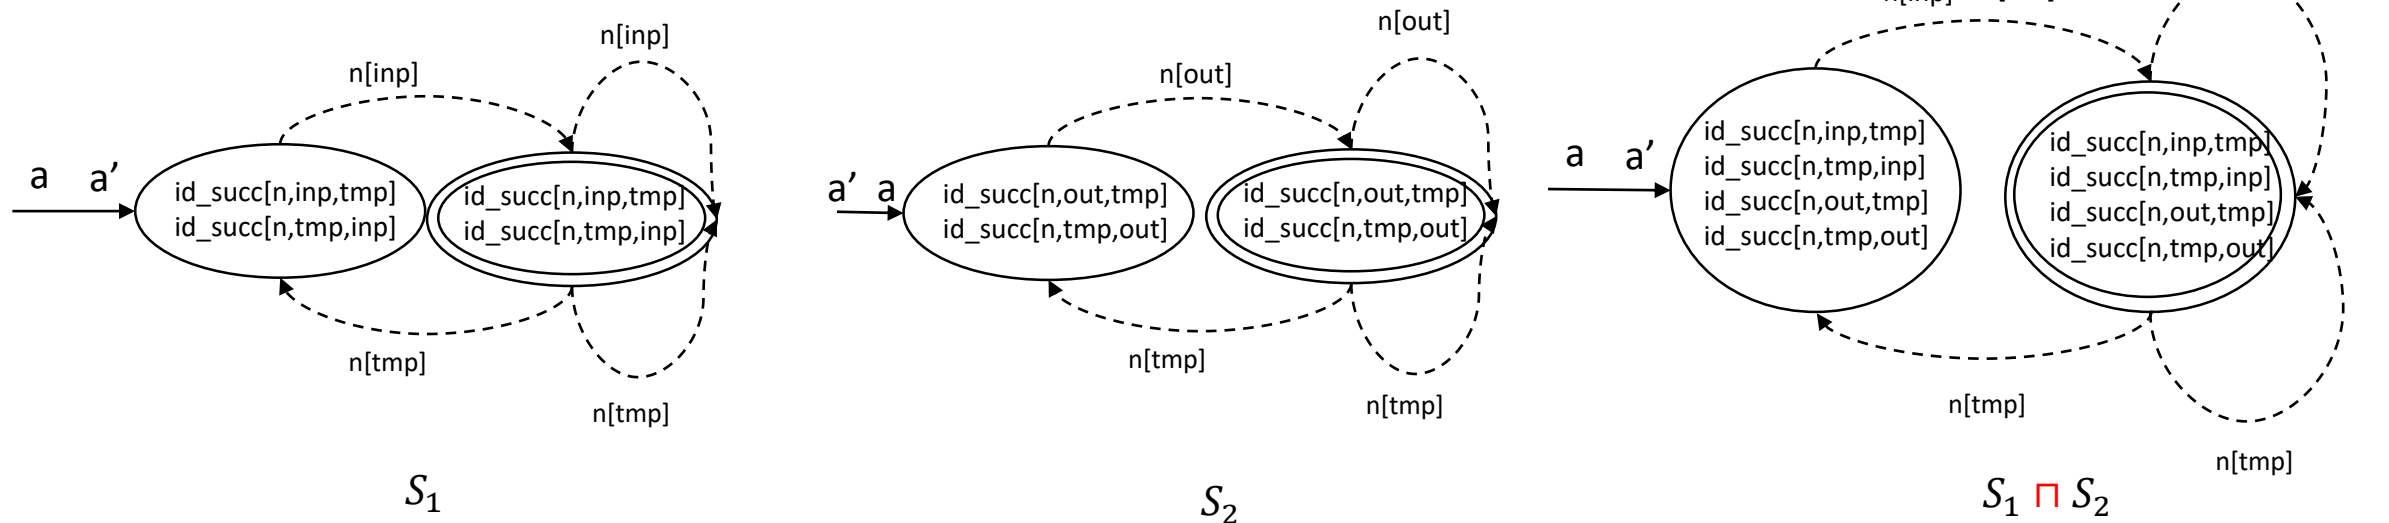 n[inp]
n[inp]
a a’
id_succ[n,inp,tmp]
id_succ[n,tmp,inp]
id_succ[n,inp,tmp]
id_succ[n,tmp,inp]
n[tmp]
n[tmp]
S₁
n[out]
n[out]
a’ a
id_succ[n,out,tmp]
id_succ[n,tmp,out]
id_succ[n,out,tmp]
id_succ[n,tmp,out]
n[tmp]
n[tmp]
S₂
n[inp]
a a’
id_succ[n,inp,tmp]
id_succ[n,tmp,inp]
id_succ[n,out,tmp]
id_succ[n,tmp,out]
id_succ[n,inp,tmp]
id_succ[n,tmp,inp]
id_succ[n,out,tmp]
id_succ[n,tmp,out]
n[tmp]
n[tmp]
S₁ ⊓ S₂